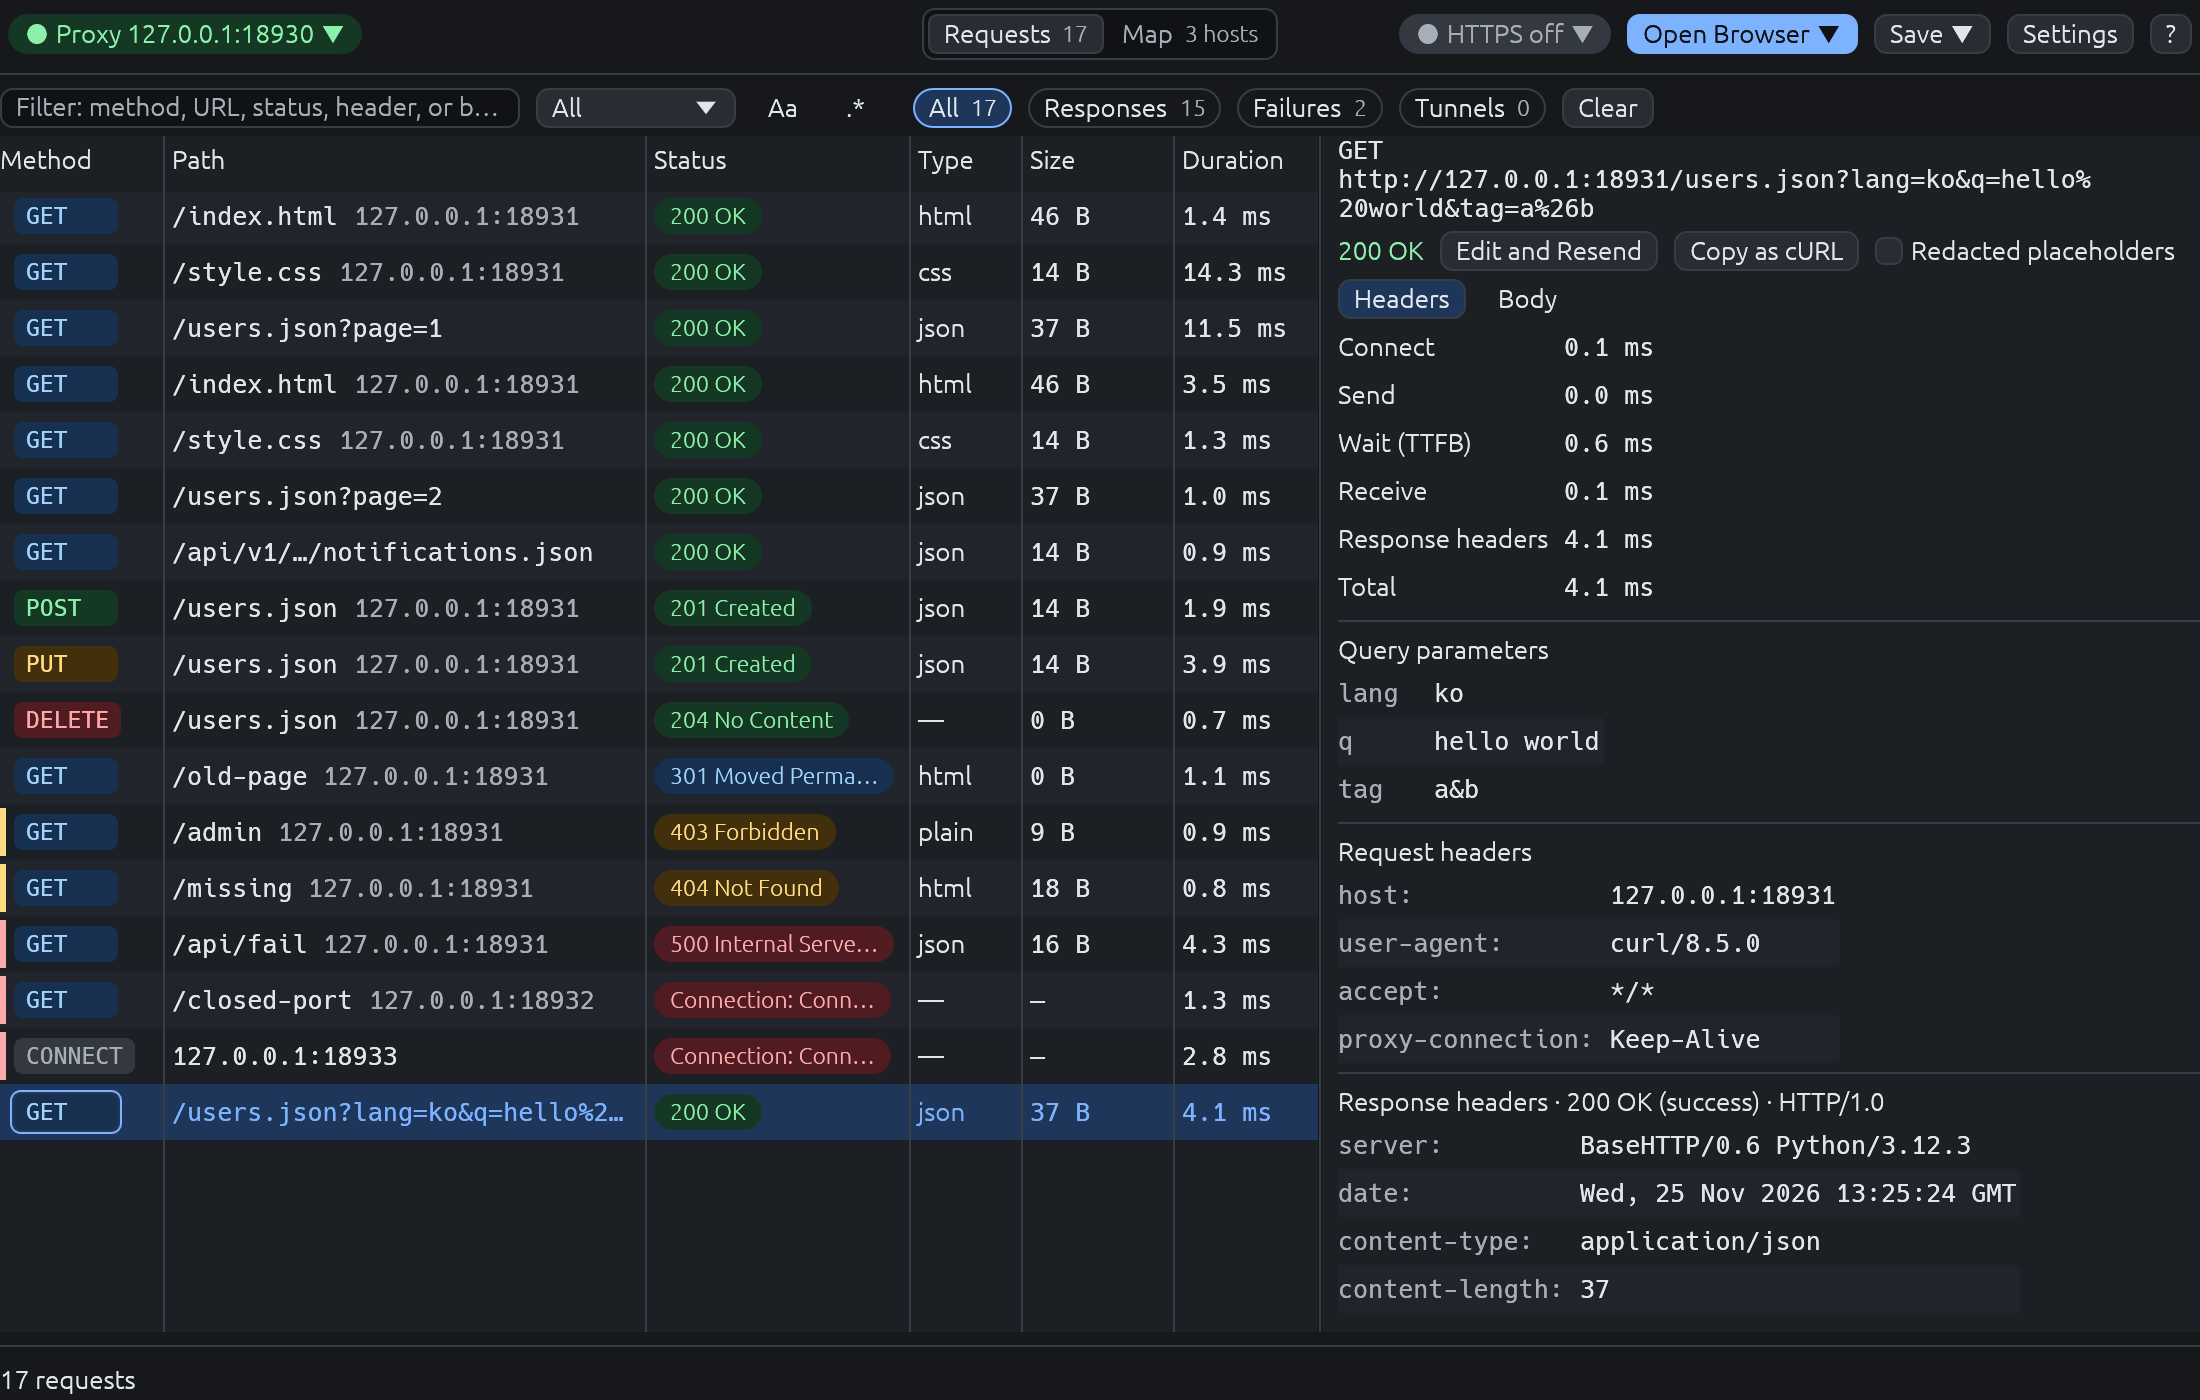 Proxy 127.0.0.1:18930 ▼
Requests 17 Map 3 hosts
HTTPS off ▼ Open Browser ▼ Save ▼ Settings ?
Filter: method, URL, status, header, or b… All ▼ Aa .* All 17 Responses 15 Failures 2 Tunnels 0 Clear
Method Path Status Type Size Duration
GET /index.html 127.0.0.1:18931 200 OK html 46 B 1.4 ms
GET /style.css 127.0.0.1:18931 200 OK css 14 B 14.3 ms
GET /users.json?page=1 200 OK json 37 B 11.5 ms
GET /index.html 127.0.0.1:18931 200 OK html 46 B 3.5 ms
GET /style.css 127.0.0.1:18931 200 OK css 14 B 1.3 ms
GET /users.json?page=2 200 OK json 37 B 1.0 ms
GET /api/v1/…/notifications.json 200 OK json 14 B 0.9 ms
POST /users.json 127.0.0.1:18931 201 Created json 14 B 1.9 ms
PUT /users.json 127.0.0.1:18931 201 Created json 14 B 3.9 ms
DELETE /users.json 127.0.0.1:18931 204 No Content — 0 B 0.7 ms
GET /old-page 127.0.0.1:18931 301 Moved Perma… html 0 B 1.1 ms
GET /admin 127.0.0.1:18931 403 Forbidden plain 9 B 0.9 ms
GET /missing 127.0.0.1:18931 404 Not Found html 18 B 0.8 ms
GET /api/fail 127.0.0.1:18931 500 Internal Serve… json 16 B 4.3 ms
GET /closed-port 127.0.0.1:18932 Connection: Conn… — – 1.3 ms
CONNECT 127.0.0.1:18933 Connection: Conn… — – 2.8 ms
GET /users.json?lang=ko&q=hello%2… 200 OK json 37 B 4.1 ms
GET
http://127.0.0.1:18931/users.json?lang=ko&q=hello%
20world&tag=a%26b
200 OK Edit and Resend Copy as cURL Redacted placeholders
Headers Body
Connect 0.1 ms
Send 0.0 ms
Wait (TTFB) 0.6 ms
Receive 0.1 ms
Response headers 4.1 ms
Total 4.1 ms
Query parameters
lang ko
q hello world
tag a&b
Request headers
host: 127.0.0.1:18931
user-agent: curl/8.5.0
accept: */*
proxy-connection: Keep-Alive
Response headers · 200 OK (success) · HTTP/1.0
server: BaseHTTP/0.6 Python/3.12.3
date: Wed, 25 Nov 2026 13:25:24 GMT
content-type: application/json
content-length: 37
17 requests